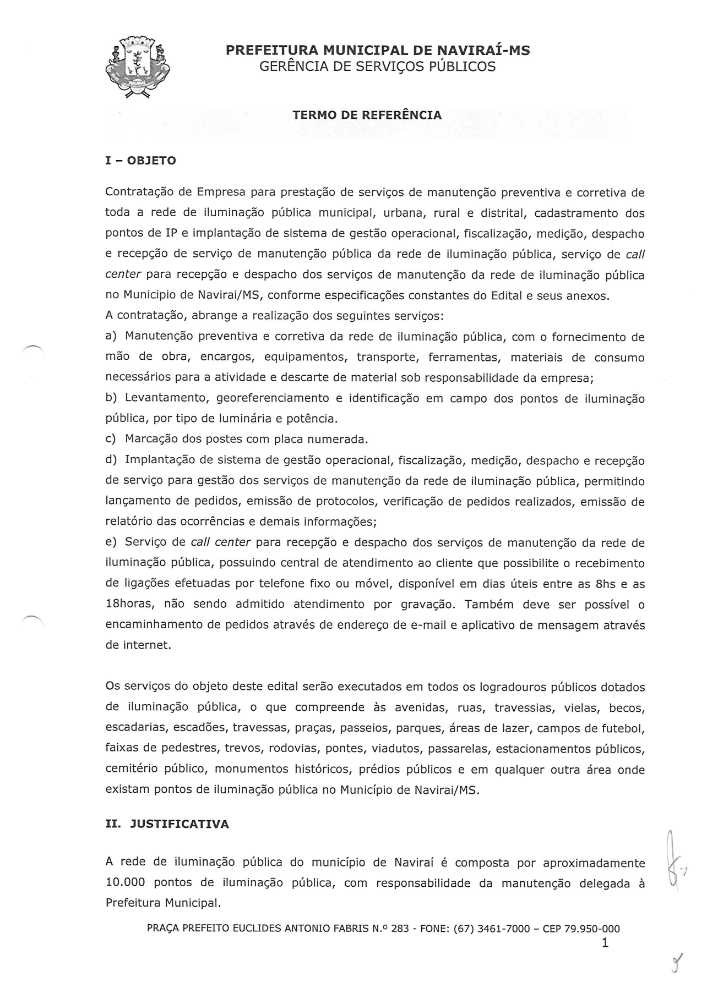 PREFEITURA MUNICIPAL DE NAVIRAÍ-MS
GERÊNCIA DE SERVIÇOS PÚBLICOS
TERMO DE REFERÊNCIA
I – OBJETO
Contratação de Empresa para prestação de serviços de manutenção preventiva e corretiva de
toda a rede de iluminação pública municipal, urbana, rural e distrital, cadastramento dos
pontos de IP e implantação de sistema de gestão operacional, fiscalização, medição, despacho
e recepção de serviço de manutenção pública da rede de iluminação pública, serviço de call
center para recepção e despacho dos serviços de manutenção da rede de iluminação pública
no Municipio de Navirai/MS, conforme especificações constantes do Edital e seus anexos.
A contratação, abrange a realização dos seguintes serviços:
a) Manutenção preventiva e corretiva da rede de iluminação pública, com o fornecimento de
mão de obra, encargos, equipamentos, transporte, ferramentas, materiais de consumo
necessários para a atividade e descarte de material sob responsabilidade da empresa;
b) Levantamento, georeferenciamento e identificação em campo dos pontos de iluminação
pública, por tipo de luminária e potência.
c) Marcação dos postes com placa numerada.
d) Implantação de sistema de gestão operacional, fiscalização, medição, despacho e recepção
de serviço para gestão dos serviços de manutenção da rede de iluminação pública, permitindo
lançamento de pedidos, emissão de protocolos, verificação de pedidos realizados, emissão de
relatório das ocorrências e demais informações;
e) Serviço de call center para recepção e despacho dos serviços de manutenção da rede de
iluminação pública, possuindo central de atendimento ao cliente que possibilite o recebimento
de ligações efetuadas por telefone fixo ou móvel, disponível em dias úteis entre as 8hs e as
18horas, não sendo admitido atendimento por gravação. Também deve ser possível o
encaminhamento de pedidos através de endereço de e-mail e aplicativo de mensagem através
de internet.
Os serviços do objeto deste edital serão executados em todos os logradouros públicos dotados
de iluminação pública, o que compreende às avenidas, ruas, travessias, vielas, becos,
escadarias, escadões, travessas, praças, passeios, parques, áreas de lazer, campos de futebol,
faixas de pedestres, trevos, rodovias, pontes, viadutos, passarelas, estacionamentos públicos,
cemitério público, monumentos históricos, prédios públicos e em qualquer outra área onde
existam pontos de iluminação pública no Município de Navirai/MS.
II. JUSTIFICATIVA
A rede de iluminação pública do município de Naviraí é composta por aproximadamente
10.000 pontos de iluminação pública, com responsabilidade da manutenção delegada à
Prefeitura Municipal.
PRAÇA PREFEITO EUCLIDES ANTONIO FABRIS N.º 283 - FONE: (67) 3461-7000 – CEP 79.950-000
1